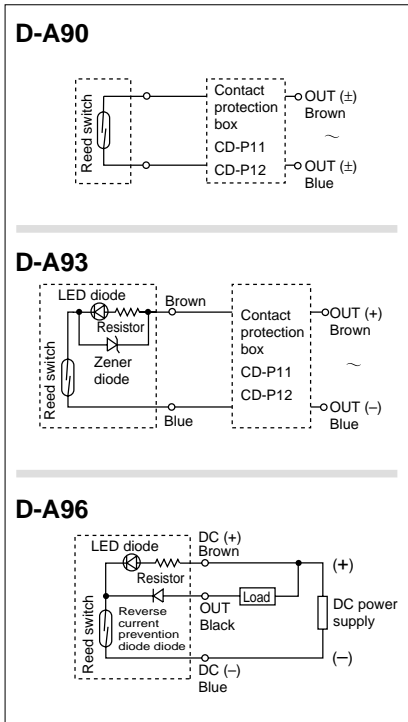 D-A90
Reed switch
Contact
protection
box
CD-P11
CD-P12
OUT (±)
Brown
~
OUT (±)
Blue
D-A93
LED diode
Resistor
Zener
diode
Reed switch
Brown
Blue
Contact
protection
box
CD-P11
CD-P12
OUT (+)
Brown
~
OUT (–)
Blue
D-A96
LED diode
Resistor
Reverse
current
prevention
diode diode
Reed switch
DC (+)
Brown
OUT
Black
Load
DC (–)
Blue
(+)
DC power
supply
(–)